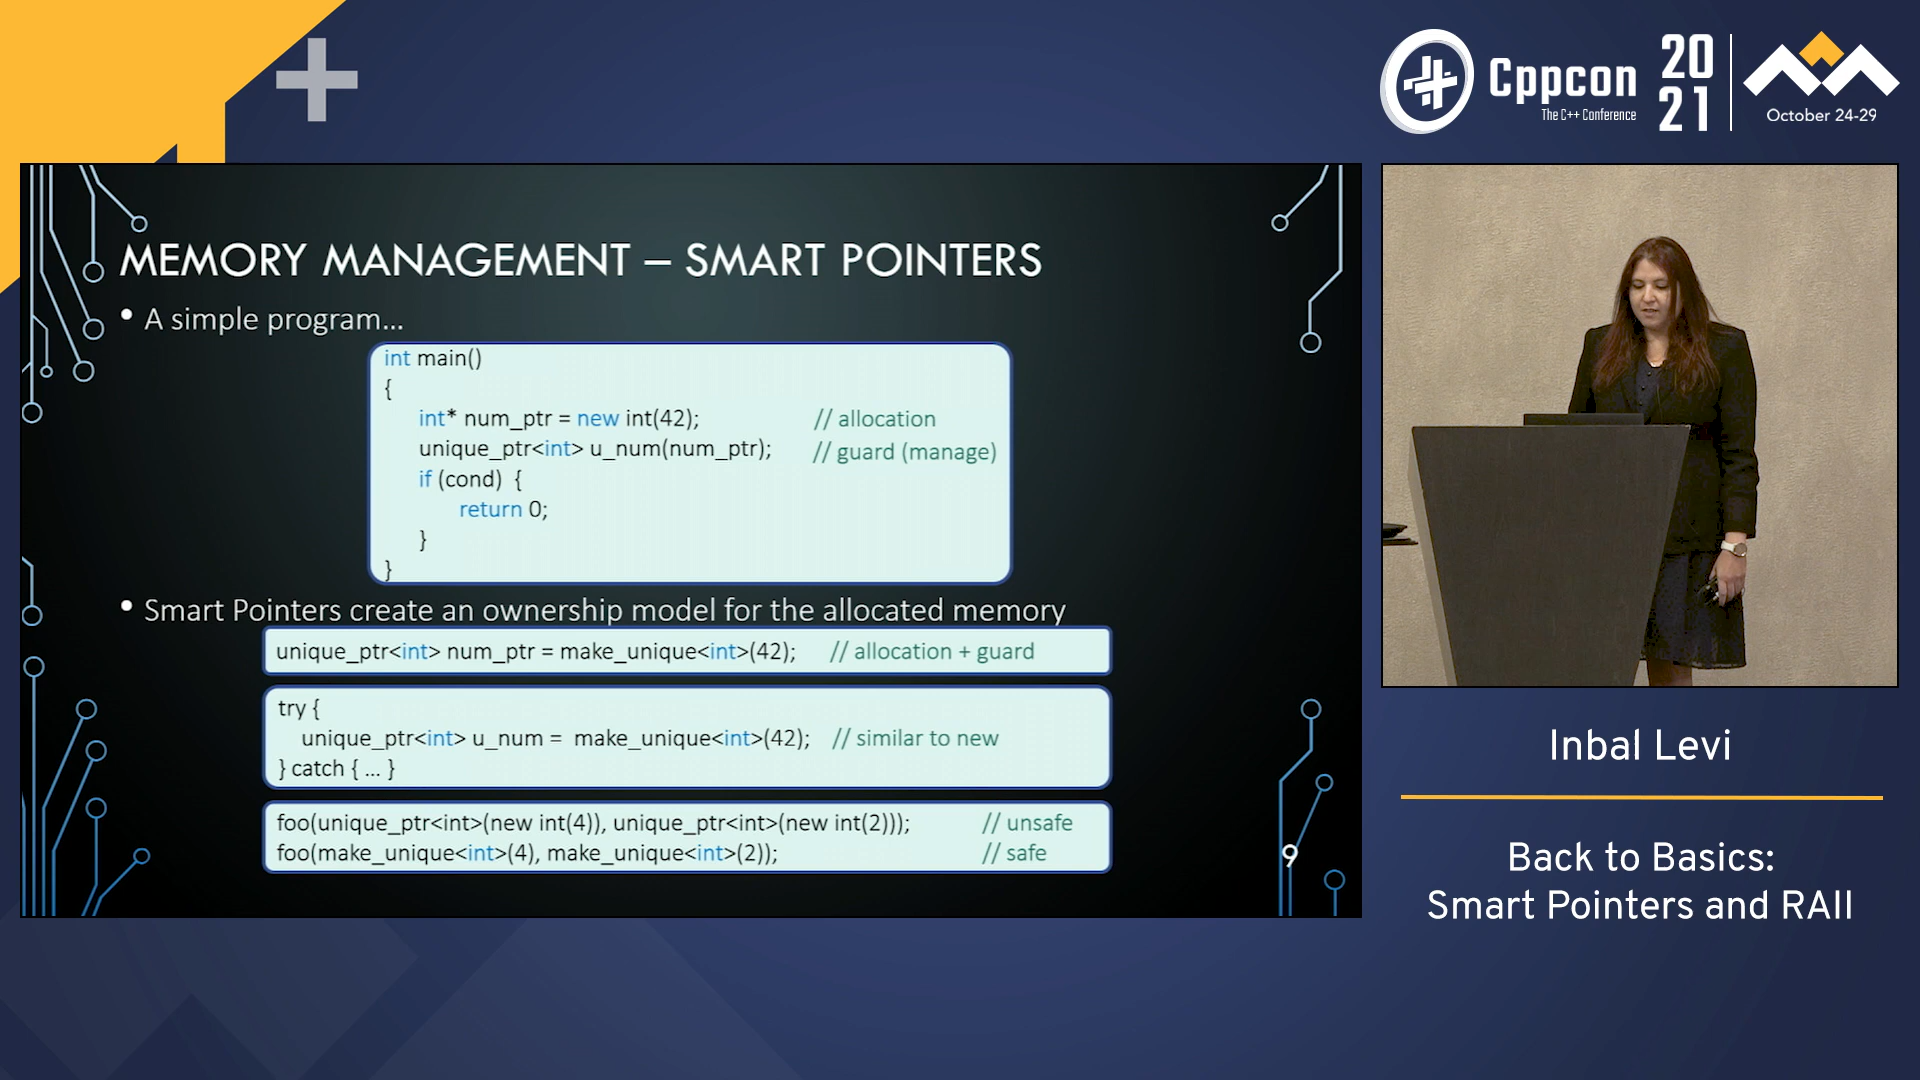 Cppcon
The C++ Conference
20
21
October 24-29
MEMORY MANAGEMENT – SMART POINTERS
• A simple program...
int main()
{
int* num_ptr = new int(42); // allocation
unique_ptr<int> u_num(num_ptr); // guard (manage)
if (cond) {
return 0;
}
}
• Smart Pointers create an ownership model for the allocated memory
unique_ptr<int> num_ptr = make_unique<int>(42); // allocation + guard
try {
unique_ptr<int> u_num = make_unique<int>(42); // similar to new
} catch { ... }
foo(unique_ptr<int>(new int(4)), unique_ptr<int>(new int(2))); // unsafe
foo(make_unique<int>(4), make_unique<int>(2)); // safe
9
Inbal Levi
Back to Basics:
Smart Pointers and RAII